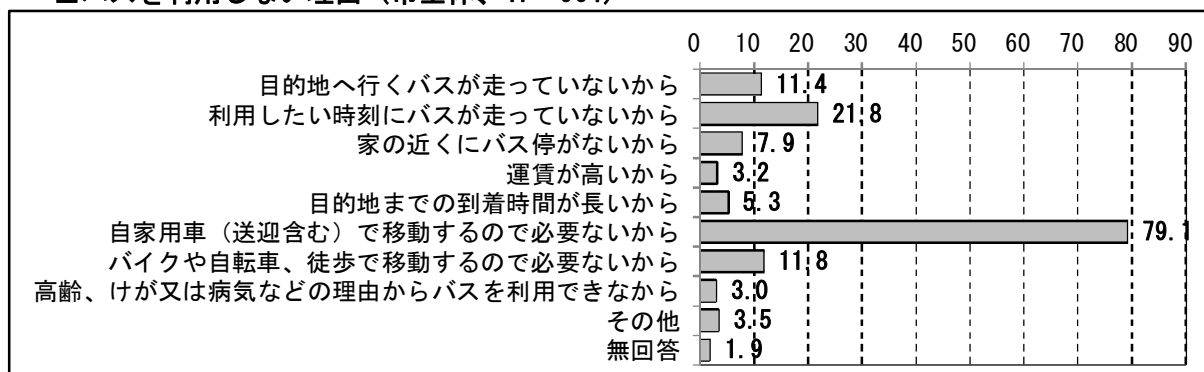 0 10 20 30 40 50 60 70 80 90
目的地へ行くバスが走っていないから 11.4
利用したい時刻にバスが走っていないから 21.8
家の近くにバス停がないから 7.9
運賃が高いから 3.2
目的地までの到着時間が長いから 5.3
自家用車（送迎含む）で移動するので必要ないから 79.1
バイクや自転車、徒歩で移動するので必要ないから 11.8
高齢、けが又は病気などの理由からバスを利用できなから 3.0
その他 3.5
無回答 1.9